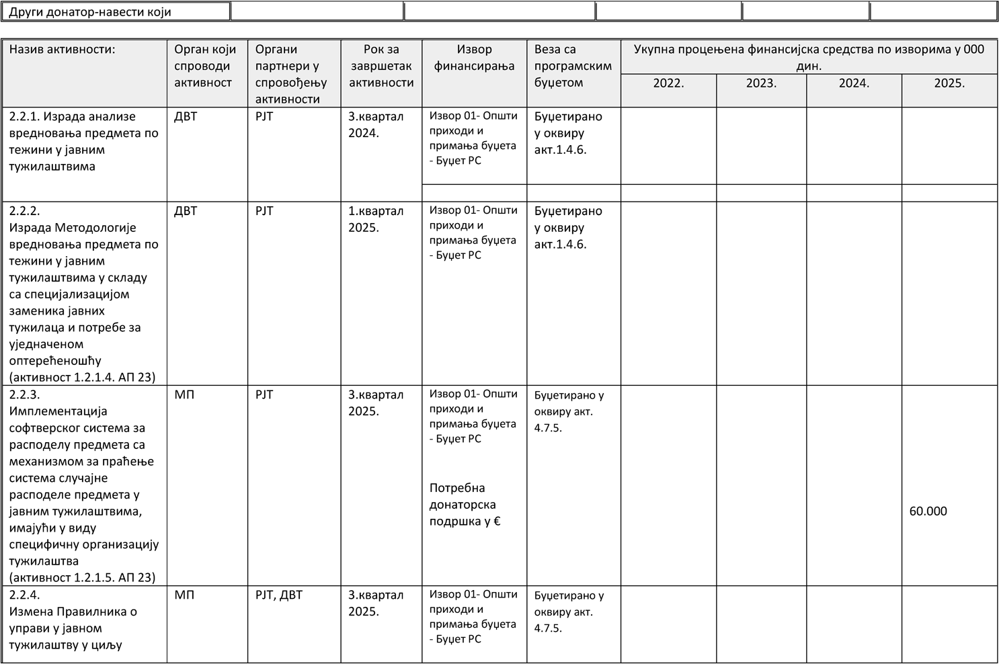 Други донатор-навести који
Назив активности:
Орган који
спроводи
активност
Органи
партнери у
спровођењу
активности
Рок за
завршетак
активности
Извор
финансирања
Веза са
програмским
буџетом
Укупна процењена финансијска средства по изворима у 000
дин.
2022.
2023.
2024.
2025.
2.2.1. Израда анализе
вредновања предмета по
тежини у јавним
тужилаштвима
ДВТ
РЈТ
3.квартал
2024.
Извор 01- Општи
приходи и
примања буџета
- Буџет РС
Буџетирано
у оквиру
акт.1.4.6.
2.2.2.
Израда Методологије
вредновања предмета по
тежини у јавним
тужилаштвима у складу
са специјализацијом
заменика јавних
тужилаца и потребе за
уједначеном
оптерећеношћу
(активност 1.2.1.4. АП 23)
ДВТ
РЈТ
1.квартал
2025.
Извор 01- Општи
приходи и
примања буџета
- Буџет РС
Буџетирано
у оквиру
акт.1.4.6.
2.2.3.
Имплементација
софтверског система за
расподелу предмета са
механизмом за праћење
система случајне
расподеле предмета у
јавним тужилаштвима,
имајући у виду
специфичну организацију
тужилаштва
(активност 1.2.1.5. АП 23)
МП
РЈТ
3.квартал
2025.
Извор 01- Општи
приходи и
примања буџета
- Буџет РС
Потребна
донаторска
подршка у €
Буџетирано у
оквиру акт.
4.7.5.
60.000
2.2.4.
Измена Правилника о
управи у јавном
тужилаштву у циљу
МП
РЈТ, ДВТ
3.квартал
2025.
Извор 01- Општи
приходи и
примања буџета
- Буџет РС
Буџетирано у
оквиру акт.
4.7.5.